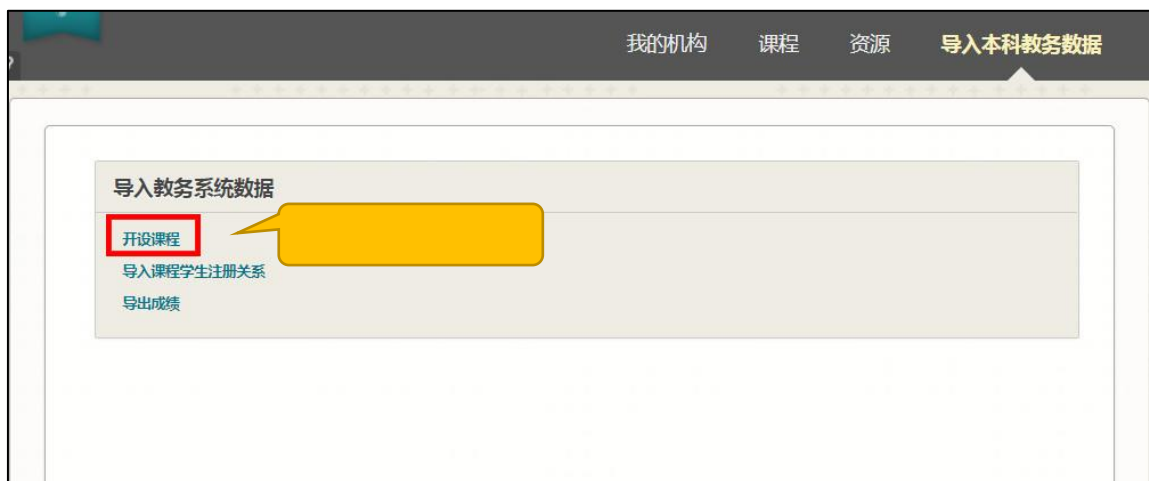 我的机构 课程 资源 导入本科教务数据
导入教务系统数据
开设课程
导入课程学生注册关系
导出成绩